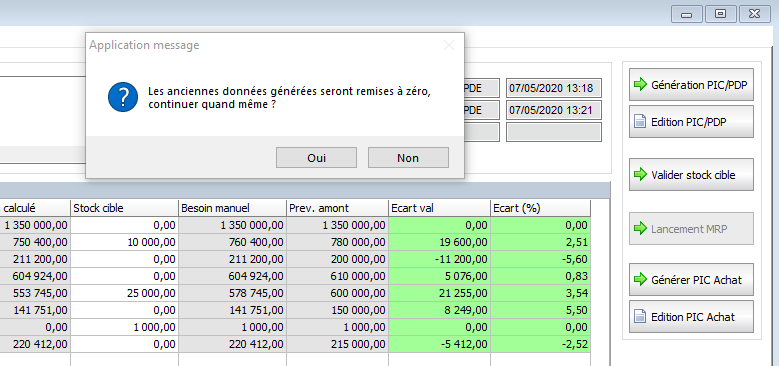 Application message
Les anciennes données générées seront remises à zéro,
continuer quand même ?
Oui Non
PDE 07/05/2020 13:18
PDE 07/05/2020 13:21
Génération PIC/PDP
Edition PIC/PDP
Valider stock cible
Lancement MRP
Générer PIC Achat
Edition PIC Achat
calculé Stock cible Besoin manuel Prev. amont Ecart val Ecart (%)
1 350 000,00 0,00 1 350 000,00 1 350 000,00 0,00 0,00
750 400,00 10 000,00 760 400,00 780 000,00 19 600,00 2,51
211 200,00 0,00 211 200,00 200 000,00 -11 200,00 -5,60
604 924,00 0,00 604 924,00 610 000,00 5 076,00 0,83
553 745,00 25 000,00 578 745,00 600 000,00 21 255,00 3,54
141 751,00 0,00 141 751,00 150 000,00 8 249,00 5,50
0,00 1 000,00 1 000,00 1 000,00 0,00 0,00
220 412,00 0,00 220 412,00 215 000,00 -5 412,00 -2,52